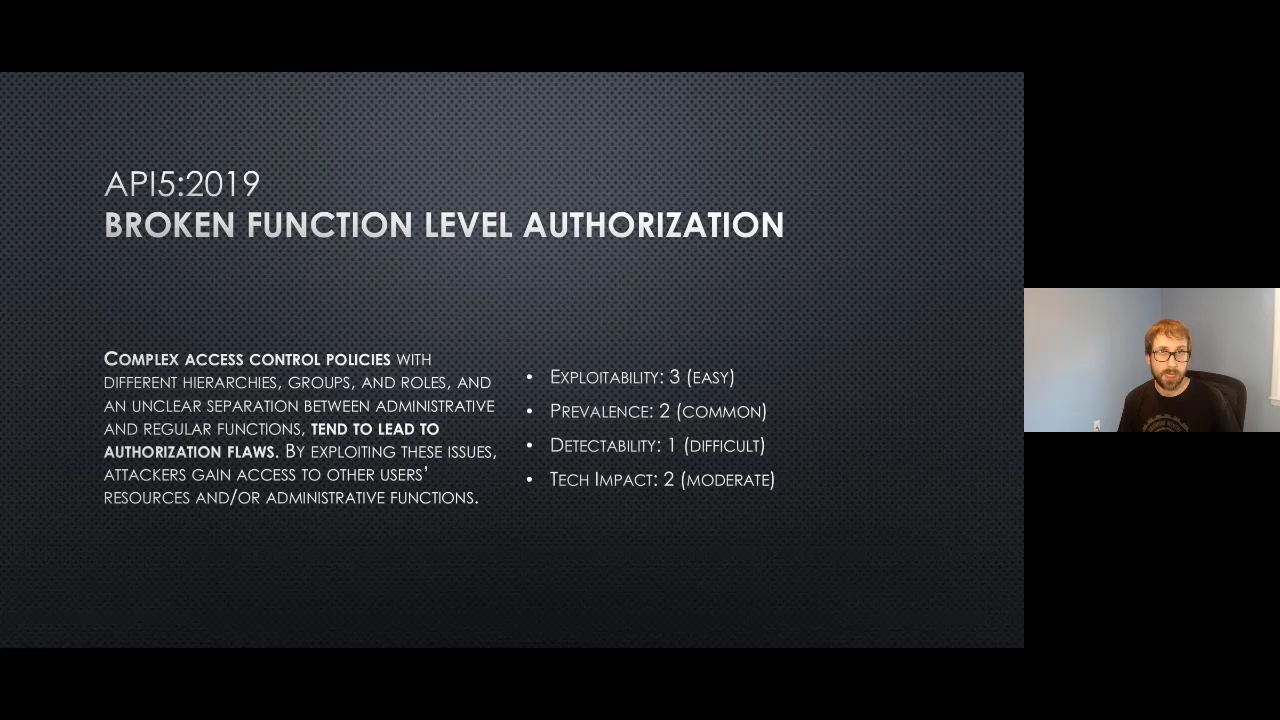 API5:2019
BROKEN FUNCTION LEVEL AUTHORIZATION
COMPLEX ACCESS CONTROL POLICIES WITH
DIFFERENT HIERARCHIES, GROUPS, AND ROLES, AND
AN UNCLEAR SEPARATION BETWEEN ADMINISTRATIVE
AND REGULAR FUNCTIONS, TEND TO LEAD TO
AUTHORIZATION FLAWS. BY EXPLOITING THESE ISSUES,
ATTACKERS GAIN ACCESS TO OTHER USERS’
RESOURCES AND/OR ADMINISTRATIVE FUNCTIONS.
• EXPLOITABILITY: 3 (EASY)
• PREVALENCE: 2 (COMMON)
• DETECTABILITY: 1 (DIFFICULT)
• TECH IMPACT: 2 (MODERATE)